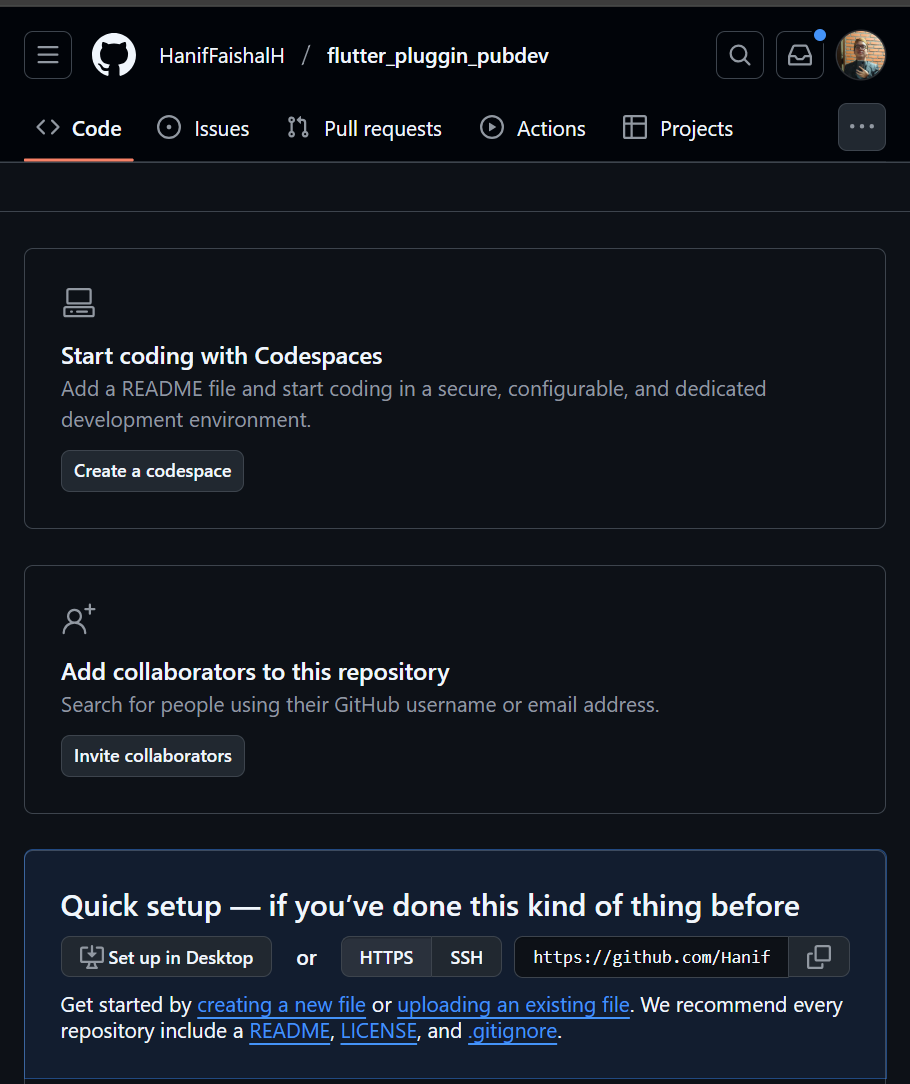 HanifFaishalH / flutter_pluggin_pubdev
Code Issues Pull requests Actions Projects
Start coding with Codespaces
Add a README file and start coding in a secure, configurable, and dedicated
development environment.
Create a codespace
Add collaborators to this repository
Search for people using their GitHub username or email address.
Invite collaborators
Quick setup — if you’ve done this kind of thing before
Set up in Desktop or HTTPS SSH https://github.com/Hanif
Get started by creating a new file or uploading an existing file. We recommend every
repository include a README, LICENSE, and .gitignore.